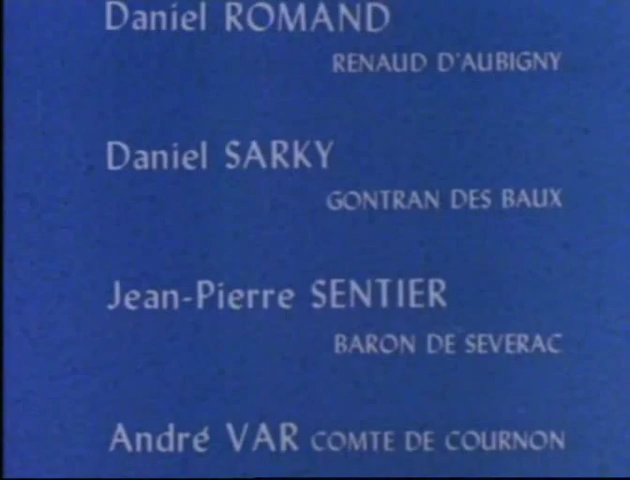 Daniel ROMAND
RENAUD D'AUBIGNY
Daniel SARKY
GONTRAN DES BAUX
Jean-Pierre SENTIER
BARON DE SEVERAC
André VAR COMTE DE COURNON